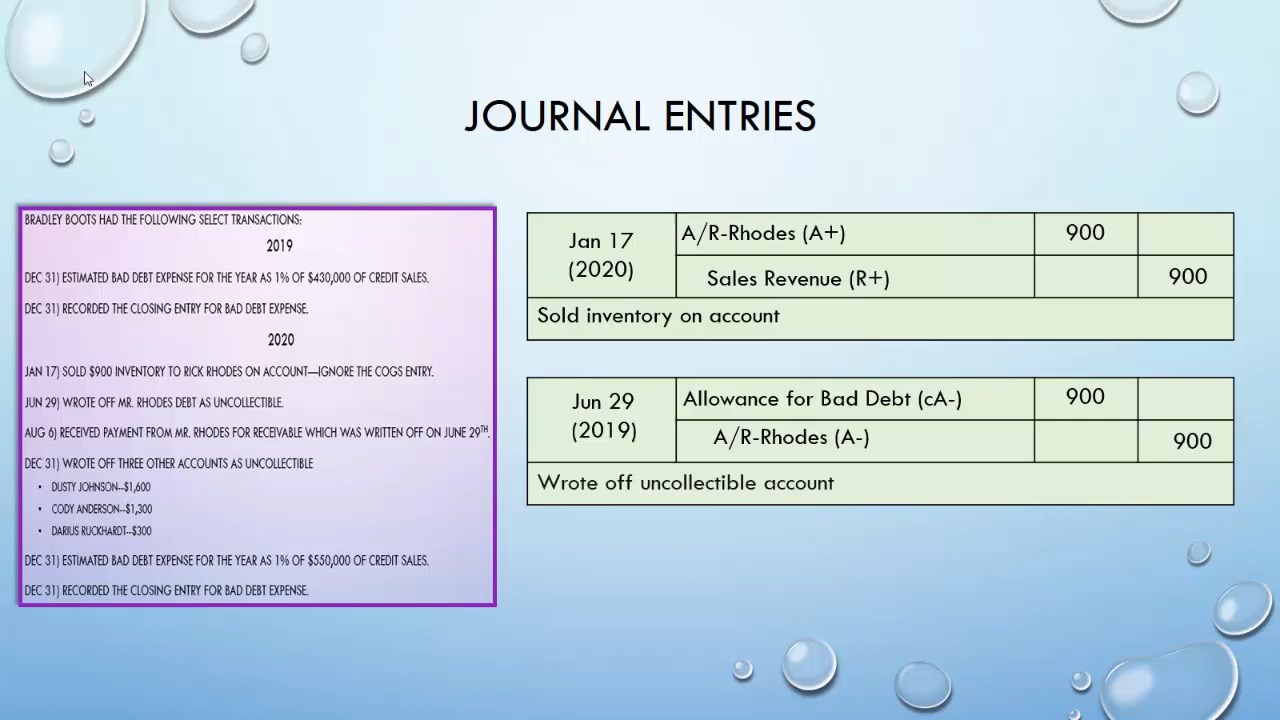 JOURNAL ENTRIES
BRADLEY BOOTS HAD THE FOLLOWING SELECT TRANSACTIONS:
2019
DEC 31) ESTIMATED BAD DEBT EXPENSE FOR THE YEAR AS 1% OF $430,000 OF CREDIT SALES.
DEC 31) RECORDED THE CLOSING ENTRY FOR BAD DEBT EXPENSE.
2020
JAN 17) SOLD $900 INVENTORY TO RICK RHODES ON ACCOUNT—IGNORE THE COGS ENTRY.
JUN 29) WROTE OFF MR. RHODES DEBT AS UNCOLLECTIBLE.
AUG 6) RECEIVED PAYMENT FROM MR. RHODES FOR RECEIVABLE WHICH WAS WRITTEN OFF ON JUNE 29TH.
DEC 31) WROTE OFF THREE OTHER ACCOUNTS AS UNCOLLECTIBLE
• DUSTY JOHNSON--$1,600
• CODY ANDERSON--$1,300
• DARIUS RUCKHARDT--$300
DEC 31) ESTIMATED BAD DEBT EXPENSE FOR THE YEAR AS 1% OF $550,000 OF CREDIT SALES.
DEC 31) RECORDED THE CLOSING ENTRY FOR BAD DEBT EXPENSE.
Jan 17
(2020)
A/R-Rhodes (A+) 900
Sales Revenue (R+) 900
Sold inventory on account
Jun 29
(2019)
Allowance for Bad Debt (cA-) 900
A/R-Rhodes (A-) 900
Wrote off uncollectible account